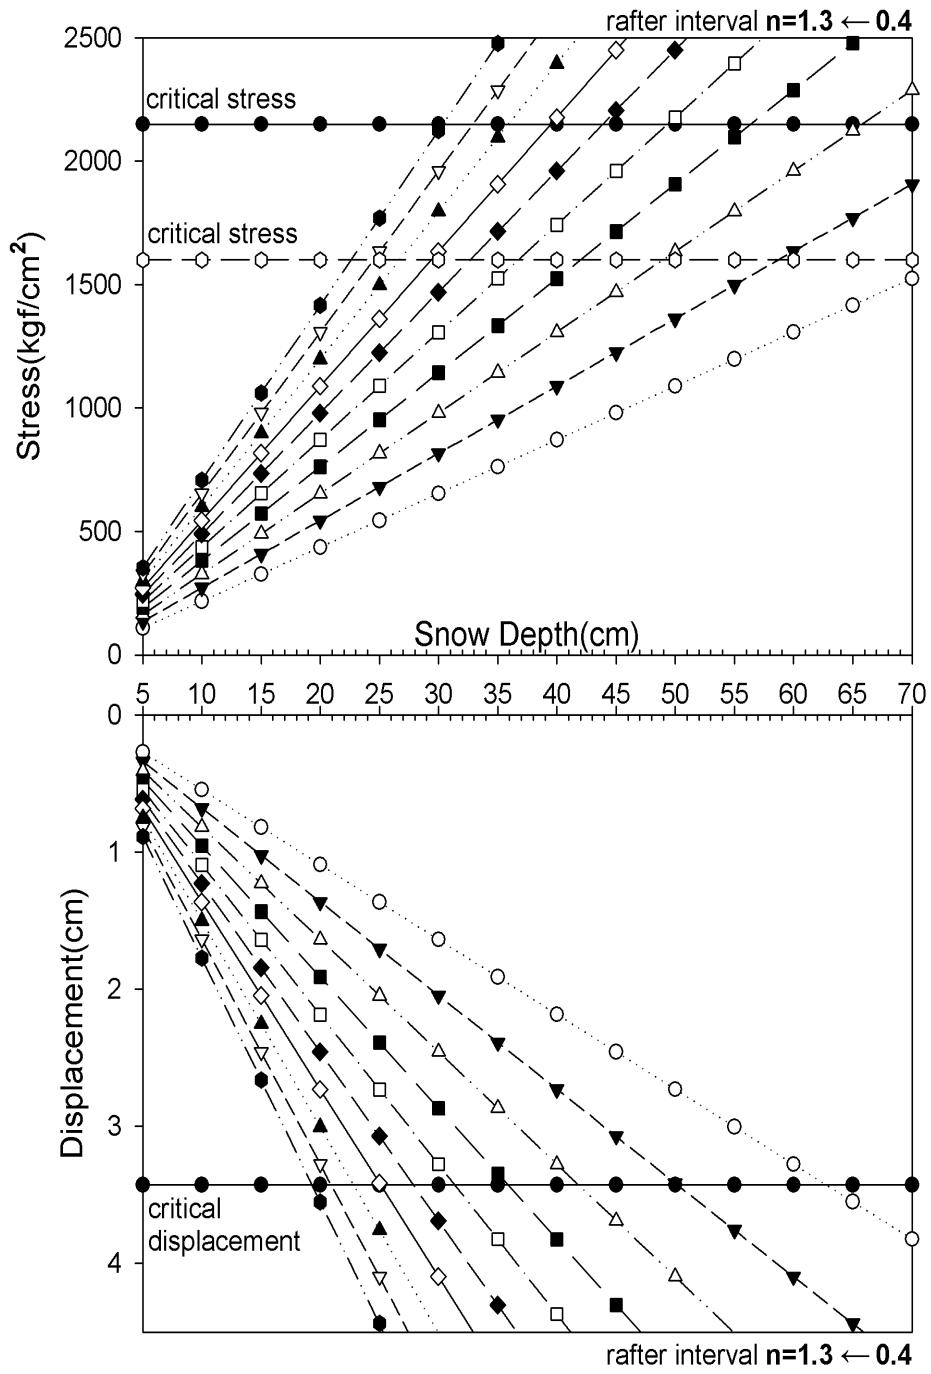 rafter interval n=1.3 ← 0.4
2500
critical stress
2000
critical stress
1500
Stress(kgf/cm²)
1000
500
Snow Depth(cm)
0
5 10 15 20 25 30 35 40 45 50 55 60 65 70
0
1
Displacement(cm)
2
3
critical
displacement
4
rafter interval n=1.3 ← 0.4